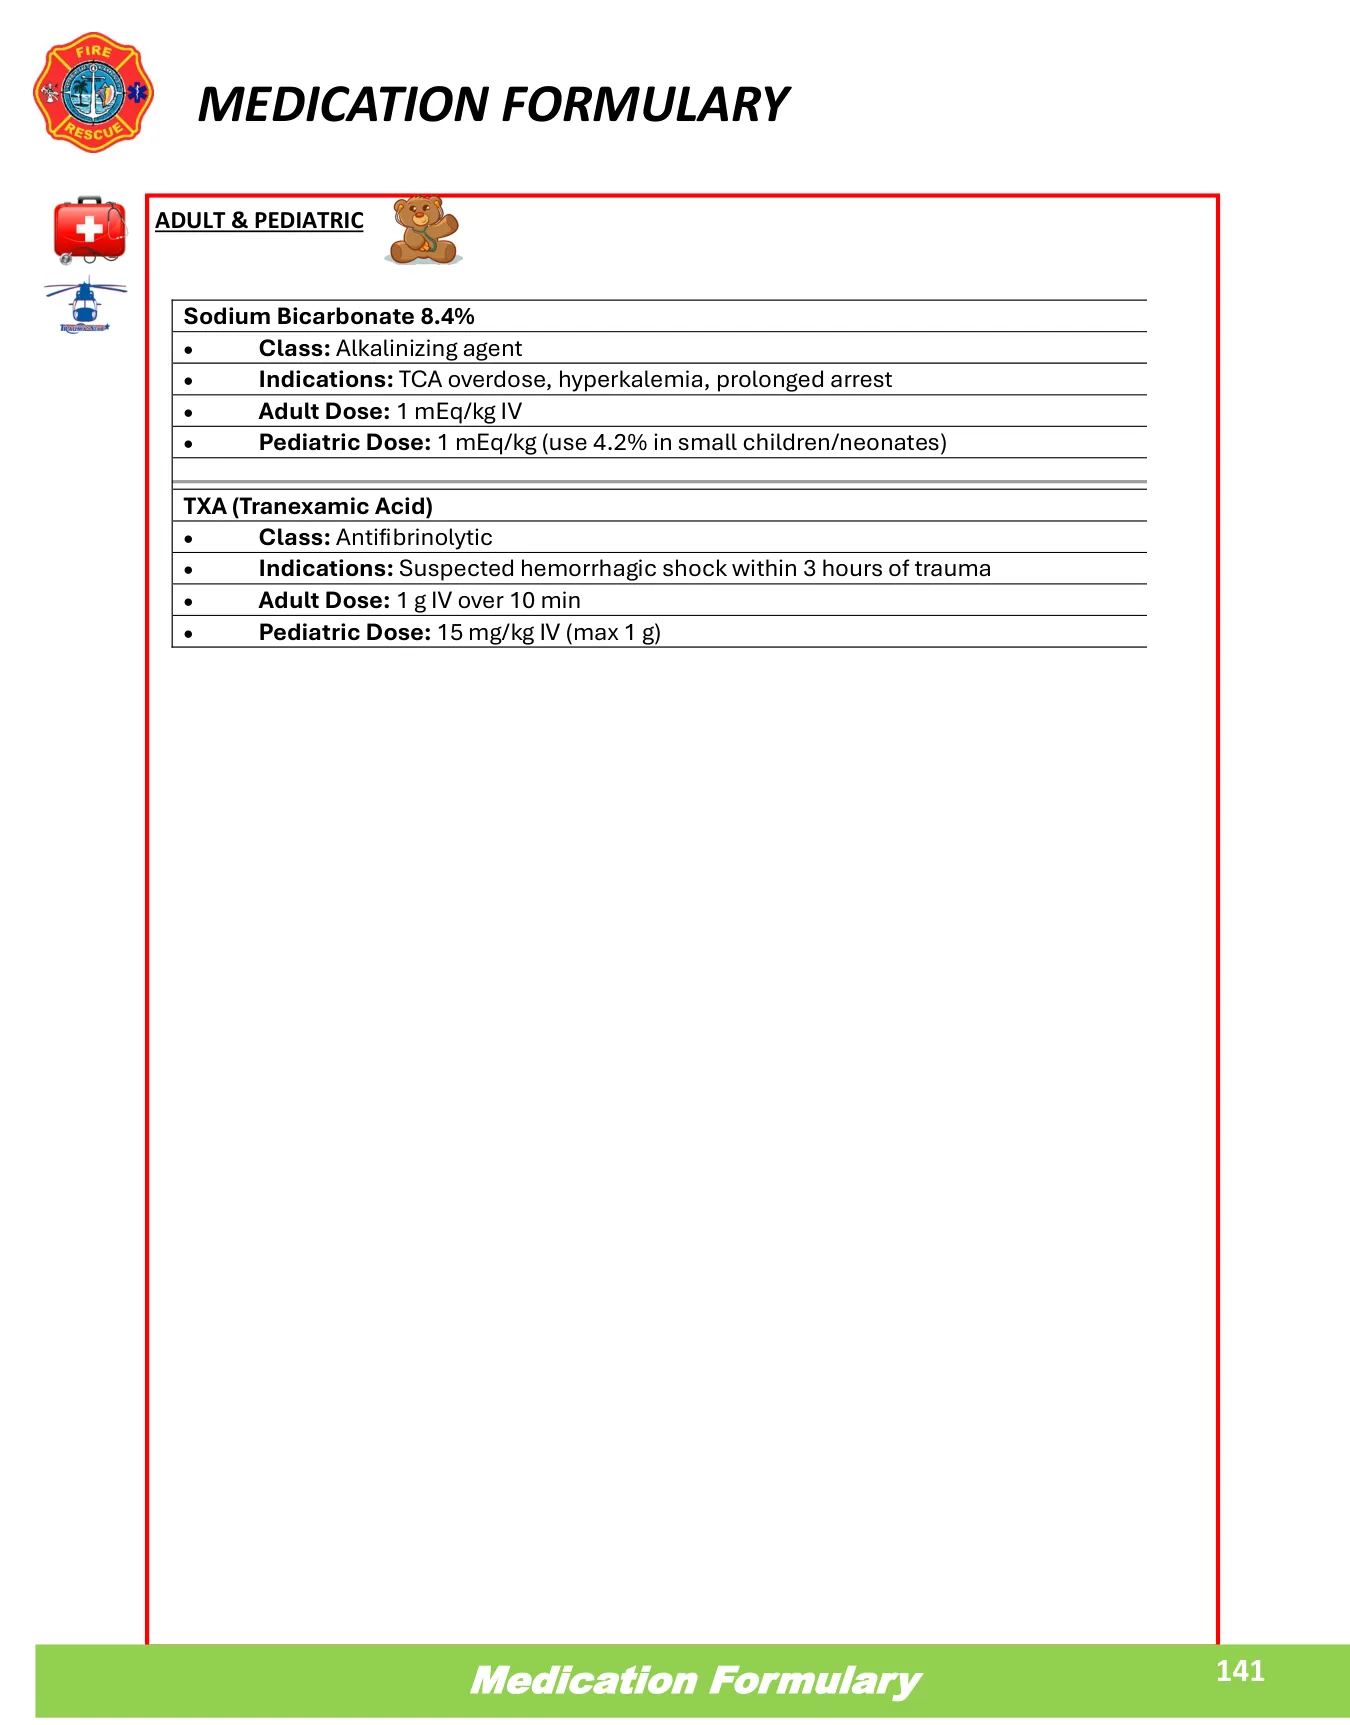 FIRE
RESCUE
MEDICATION FORMULARY
ADULT & PEDIATRIC
Sodium Bicarbonate 8.4%
• Class: Alkalinizing agent
• Indications: TCA overdose, hyperkalemia, prolonged arrest
• Adult Dose: 1 mEq/kg IV
• Pediatric Dose: 1 mEq/kg (use 4.2% in small children/neonates)
TXA (Tranexamic Acid)
• Class: Antifibrinolytic
• Indications: Suspected hemorrhagic shock within 3 hours of trauma
• Adult Dose: 1 g IV over 10 min
• Pediatric Dose: 15 mg/kg IV (max 1 g)
Medication Formulary
141